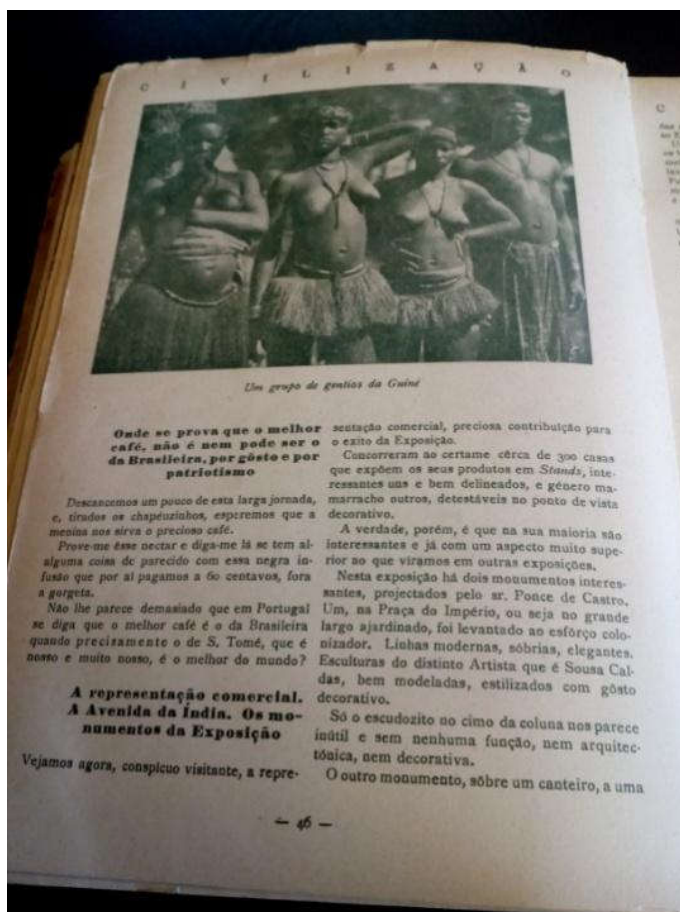 CIVILIZAÇÃO
Um grupo de gentios da Guiné
Onde se prova que o melhor
café, não é nem pode ser o
da Brasileira, por gôsto e por
patriotismo
Descancemos um pouco de esta larga jornada,
e, tirados os chapéuzinhos, esperemos que a
menina nos sirva o precioso café.
Prove-me êsse nectar e diga-me lá se tem al-
alguma coisa de parecido com essa negra in-
fusão que por aí pagamos a 60 centavos, fora
a gorgeta.
Não lhe parece demasiado que em Portugal
se diga que o melhor café é o da Brasileira
quando precisamente o de S. Tomé, que é
nosso e muito nosso, é o melhor do mundo?
A representação comercial.
A Avenida da Índia. Os mo-
numentos da Exposição
Vejamos agora, conspicuo visitante, a repre-
sentação comercial, preciosa contribuïção para
o exito da Exposição.
Concorreram ao certame cêrca de 300 casas
que expõem os seus produtos em Stands, inte-
ressantes uns e bem delineados, e género ma-
marracho outros, detestáveis no ponto de vista
decorativo.
A verdade, porém, é que na sua maioria são
interessantes e já com um aspecto muito supe-
rior ao que viramos em outras exposições.
Nesta exposição há dois monumentos interes-
santes, projectados pelo sr. Ponce de Castro.
Um, na Praça do Império, ou seja no grande
largo ajardinado, foi levantado ao esfôrço colo-
nizador. Linhas modernas, sóbrias, elegantes.
Esculturas do distinto Artista que é Sousa Cal-
das, bem modeladas, estilizados com gôsto
decorativo.
Só o escudozito no cimo da coluna nos parece
inútil e sem nenhuma função, nem arquitec-
tónica, nem decorativa.
O outro monumento, sôbre um canteiro, a uma
— 46 —
C